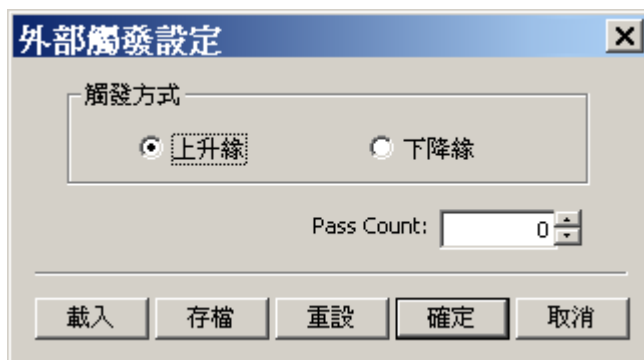 外部觸發設定
觸發方式
上升緣 下降緣
Pass Count: 0
載入 存檔 重設 確定 取消